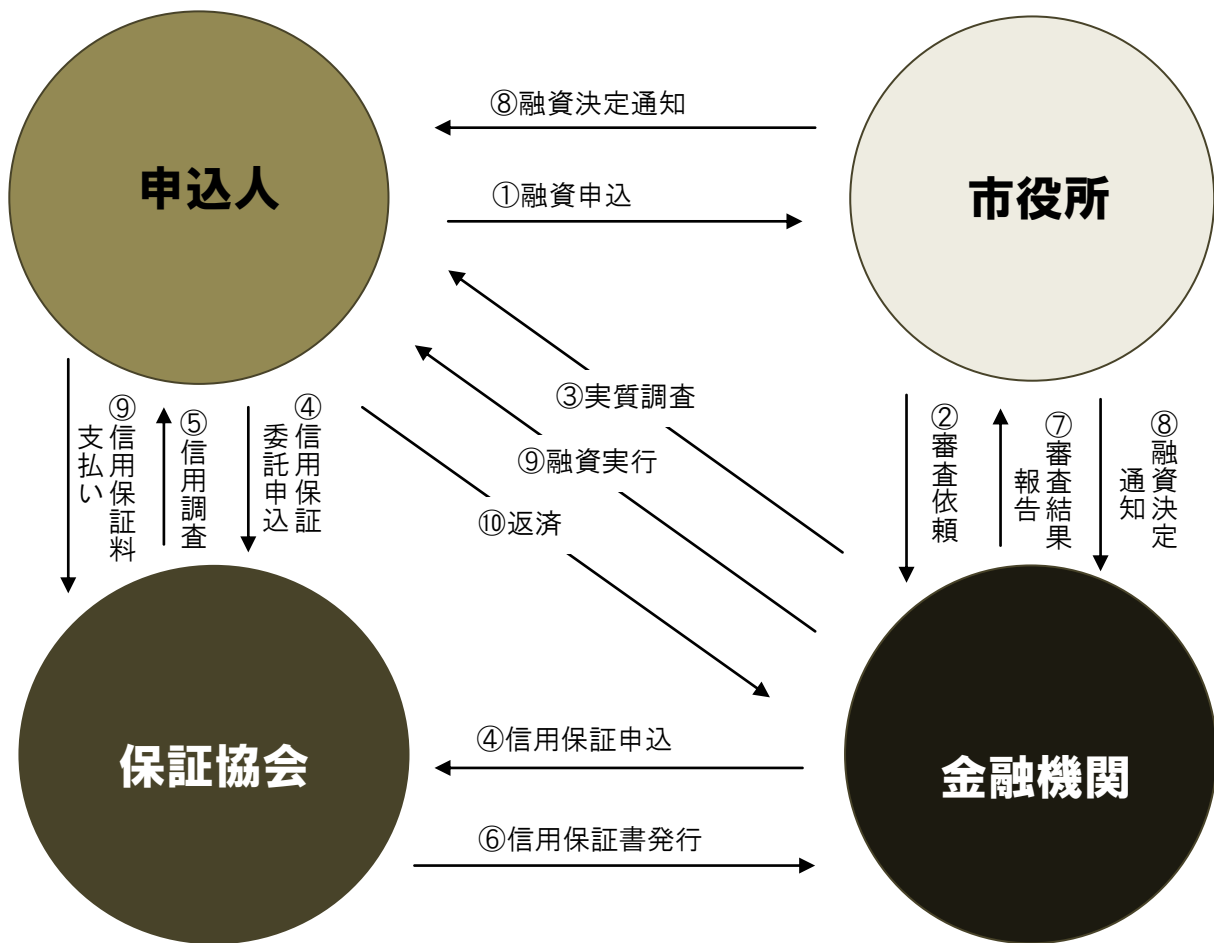 ⑧融資決定通知
申込人
市役所
①融資申込
③実質調査
⑨融資実行
⑩返済
⑨信用保証料
支払い
⑤信用調査
④信用保証
委託申込
②審査依頼
⑦審査結果
報告
⑧融資決定
通知
④信用保証申込
保証協会
金融機関
⑥信用保証書発行